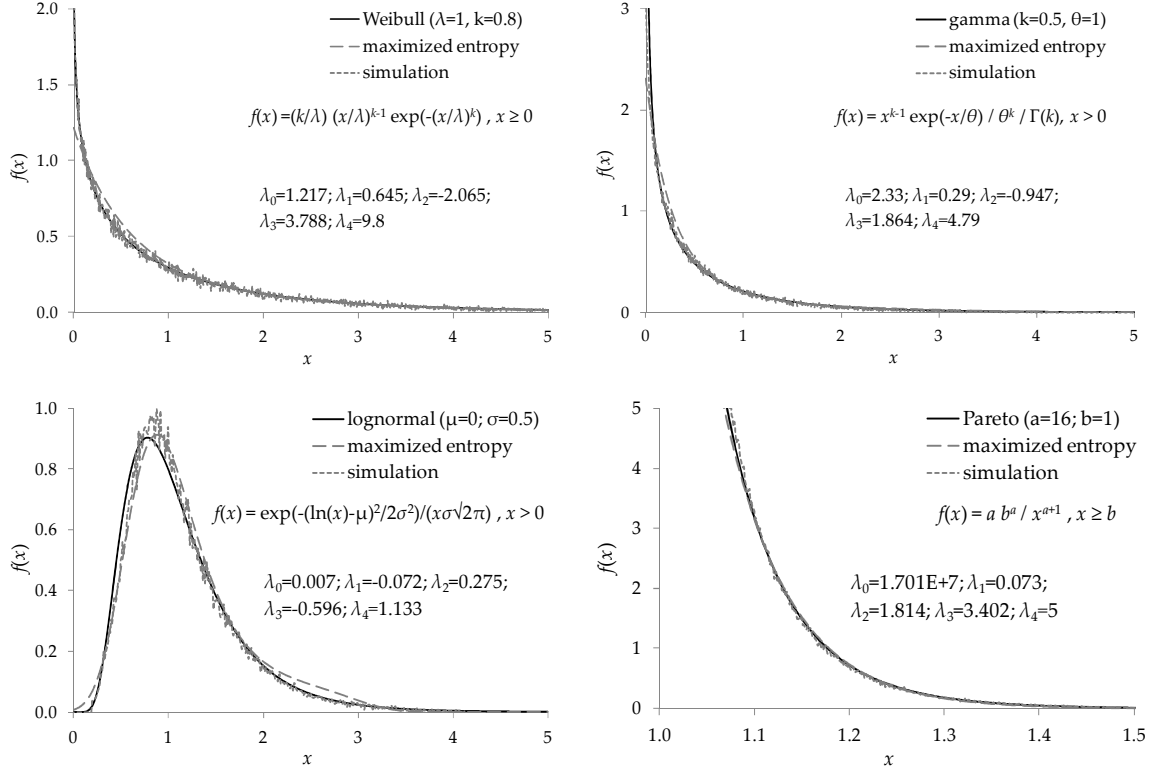 Weibull (λ=1, k=0.8)
maximized entropy
simulation
f(x) =(k/λ) (x/λ)ᵏ⁻¹ exp(-(x/λ)ᵏ) , x ≥ 0
λ₀=1.217; λ₁=0.645; λ₂=-2.065;
λ₃=3.788; λ₄=9.8
f(x)
2.0
1.5
1.0
0.5
0.0
0 1 2 3 4 5
x
gamma (k=0.5, θ=1)
maximized entropy
simulation
f(x) = xᵏ⁻¹ exp(-x/θ) / θᵏ / Γ(k), x > 0
λ₀=2.33; λ₁=0.29; λ₂=-0.947;
λ₃=1.864; λ₄=4.79
f(x)
3
2
1
0
0 1 2 3 4 5
x
lognormal (μ=0; σ=0.5)
maximized entropy
simulation
f(x) = exp(-(ln(x)-μ)²/2σ²)/(xσ√2π) , x > 0
λ₀=0.007; λ₁=-0.072; λ₂=0.275;
λ₃=-0.596; λ₄=1.133
f(x)
1.0
0.8
0.6
0.4
0.2
0.0
0 1 2 3 4 5
x
Pareto (a=16; b=1)
maximized entropy
simulation
f(x) = a bᵃ / xᵃ⁺¹ , x ≥ b
λ₀=1.701E+7; λ₁=0.073;
λ₂=1.814; λ₃=3.402; λ₄=5
f(x)
5
4
3
2
1
0
1.0 1.1 1.2 1.3 1.4 1.5
x